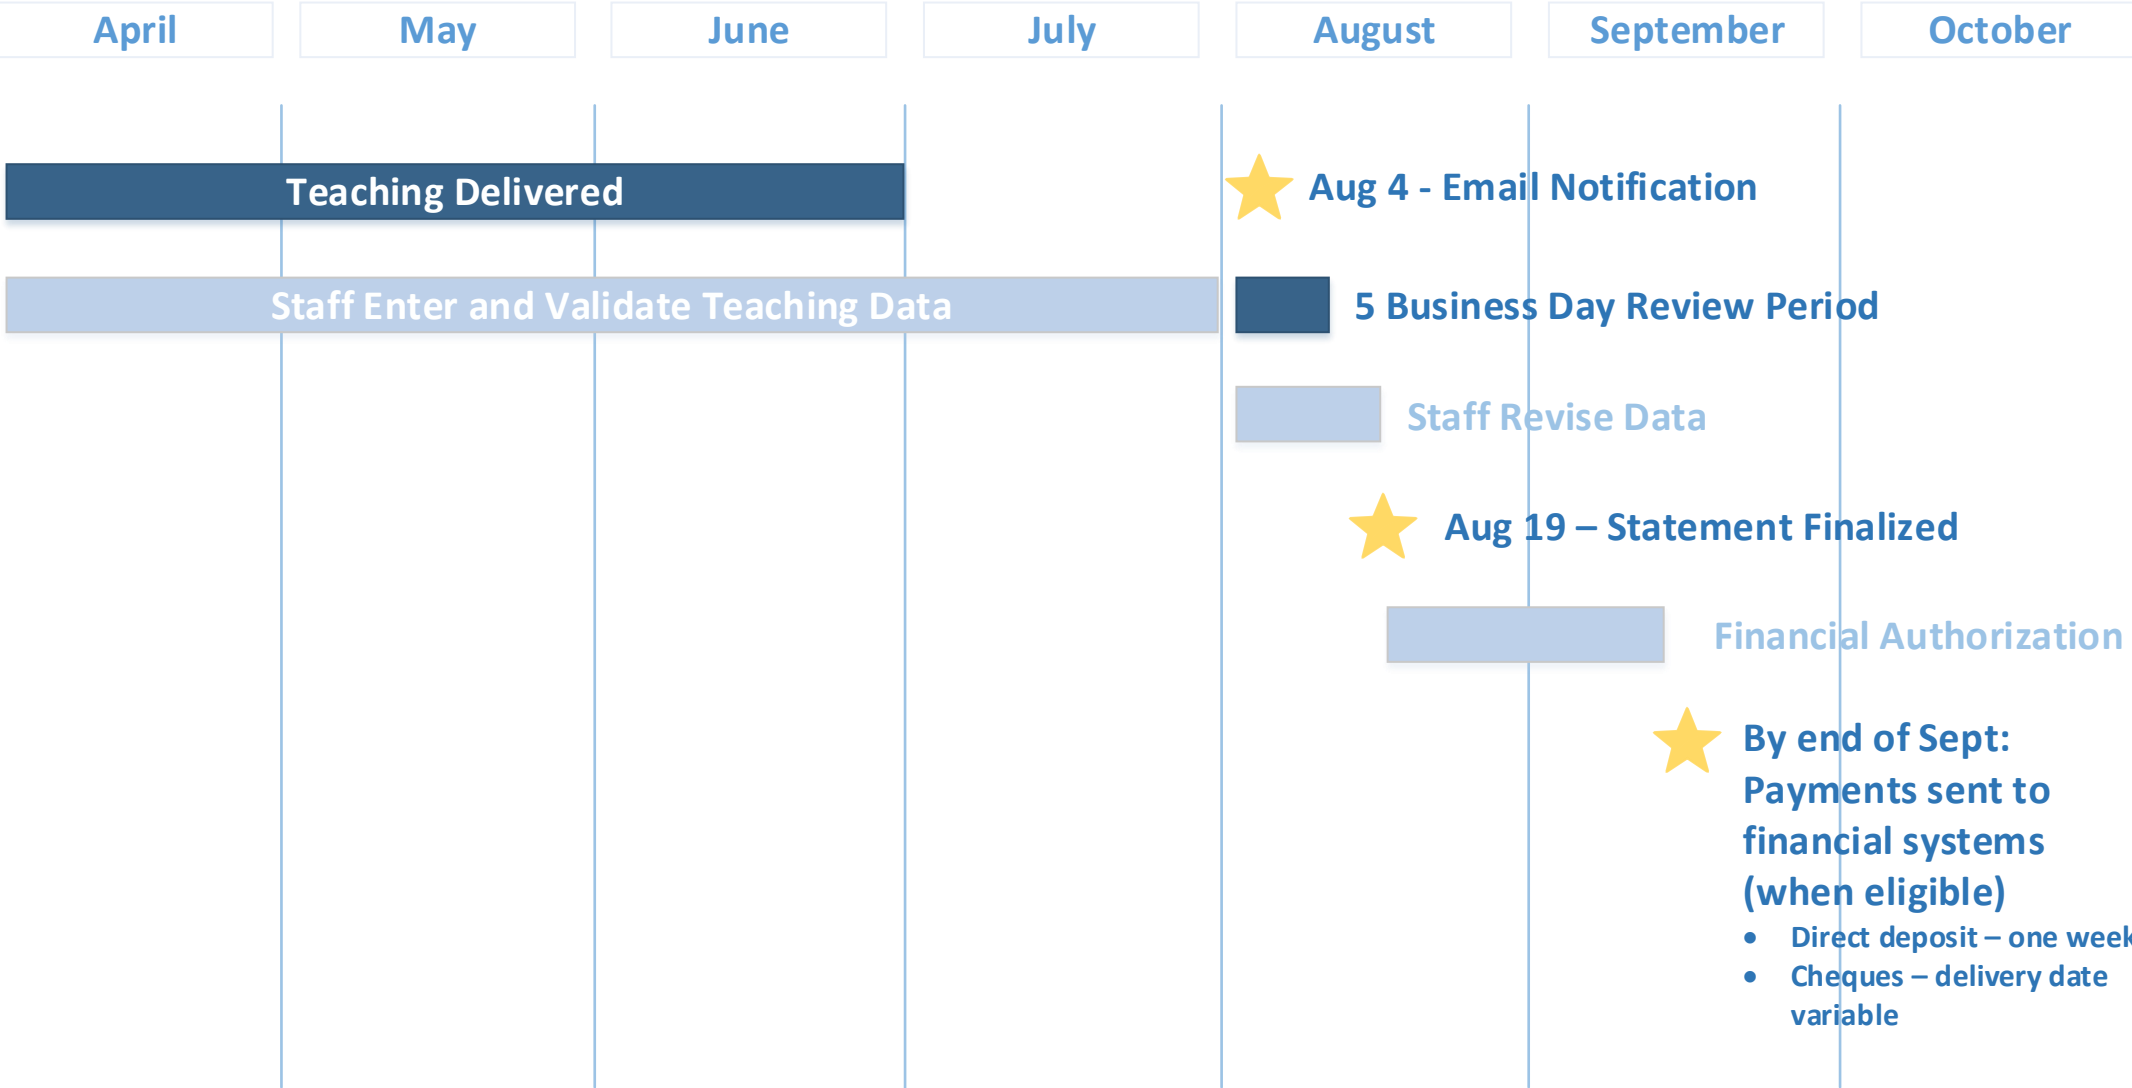 April
May
June
July
August
September
October
Teaching Delivered
Aug 4 - Email Notification
Staff Enter and Validate Teaching Data
5 Business Day Review Period
Staff Revise Data
Aug 19 – Statement Finalized
Financial Authorization
By end of Sept:
Payments sent to
financial systems
(when eligible)
• Direct deposit – one week
• Cheques – delivery date
variable